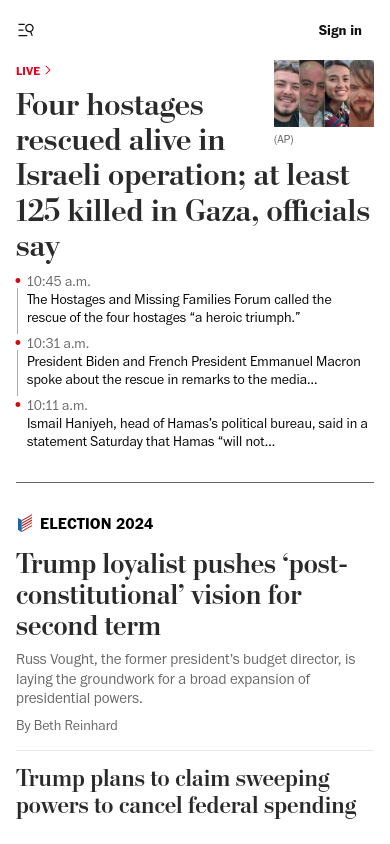 Sign in
LIVE
Four hostages
rescued alive in
Israeli operation; at least
125 killed in Gaza, officials
say
(AP)
10:45 a.m.
The Hostages and Missing Families Forum called the
rescue of the four hostages “a heroic triumph.”
10:31 a.m.
President Biden and French President Emmanuel Macron
spoke about the rescue in remarks to the media…
10:11 a.m.
Ismail Haniyeh, head of Hamas’s political bureau, said in a
statement Saturday that Hamas “will not…
ELECTION 2024
Trump loyalist pushes ‘post-
constitutional’ vision for
second term
Russ Vought, the former president's budget director, is
laying the groundwork for a broad expansion of
presidential powers.
By Beth Reinhard
Trump plans to claim sweeping
powers to cancel federal spending